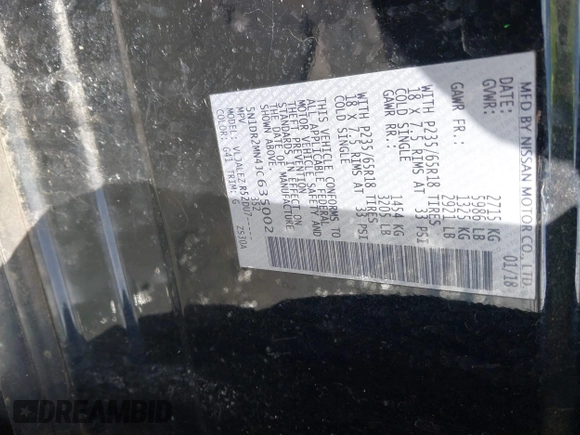 MFD BY NISSAN MOTOR CO., LTD.
DATE: 01/18
GVWR: 2715 KG
5986 LB
GAWR FR.: 1325 KG
2921 LB
WITH P235/65R18 TIRES
18 X 7.5 RIMS AT 33 PSI
COLD SINGLE
GAWR RR.: 1454 KG
3205 LB
WITH P235/65R18 TIRES
18 X 7.5 RIMS AT 33 PSI
COLD SINGLE
THIS VEHICLE CONFORMS TO
ALL APPLICABLE FEDERAL
MOTOR VEHICLE SAFETY AND
THEFT PREVENTION
STANDARDS IN EFFECT ON
THE DATE OF MANUFACTURE
SHOWN ABOVE.
5N1DR2MN4JC635002
MPV
MODEL
COLOR: TRIM: G
2530A
DREAMBID